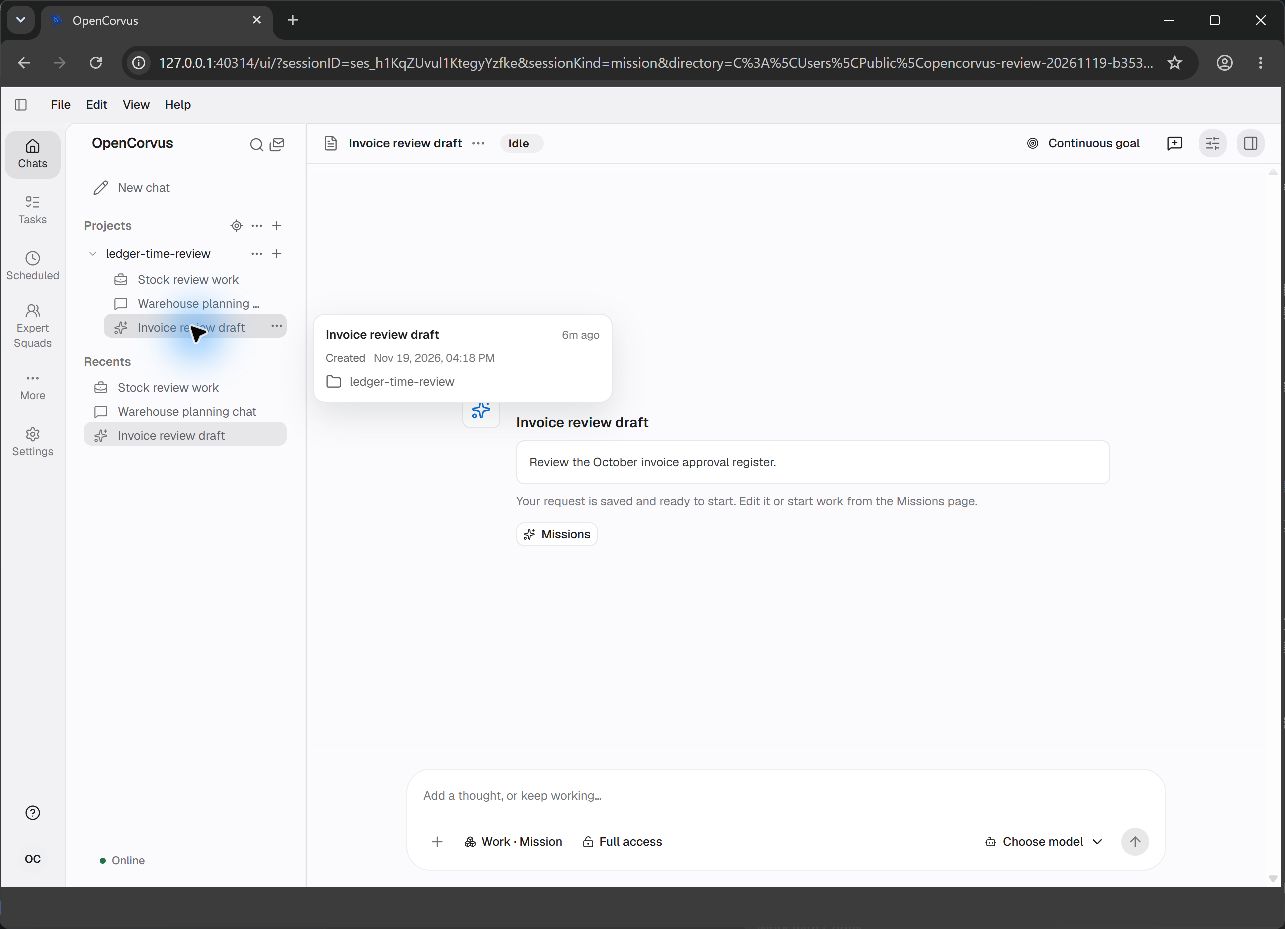 OpenCorvus
127.0.0.1:40314/ui/?sessionID=ses_h1KqZUvul1KtegyYzfke&sessionKind=mission&directory=C%3A%5CUsers%5CPublic%5Copencorvus-review-20261119-b353...
File Edit View Help
Chats
Tasks
Scheduled
Expert
Squads
More
Settings
OC
OpenCorvus
New chat
Projects
ledger-time-review
Stock review work
Warehouse planning ...
Invoice review draft
Recents
Stock review work
Warehouse planning chat
Invoice review draft
Online
Invoice review draft
Idle
Continuous goal
Invoice review draft 6m ago
Created Nov 19, 2026, 04:18 PM
ledger-time-review
Invoice review draft
Review the October invoice approval register.
Your request is saved and ready to start. Edit it or start work from the Missions page.
Missions
Add a thought, or keep working...
Work · Mission
Full access
Choose model